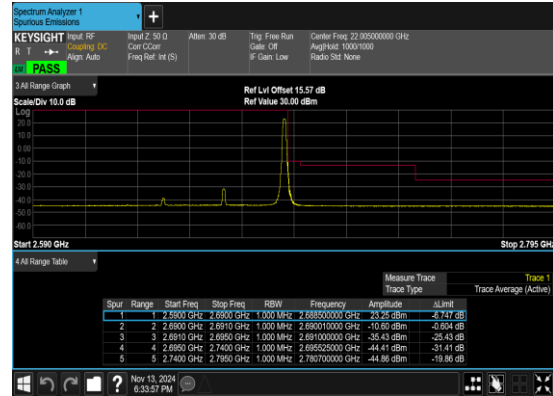 Spectrum Analyzer 1
Spurious Emissions
+
KEYSIGHT Input: RF Input Z: 50 Ω Atten: 30 dB Trig: Free Run Center Freq: 22.005000000 GHz
R T Coupling: DC Corr CCorr Gate: Off Avg|Hold: 1000/1000
Align: Auto Freq Ref: Int (S) IF Gain: Low Radio Std: None
PASS
3 All Range Graph
Ref Lvl Offset 15.57 dB
Scale/Div 10.0 dB Ref Value 30.00 dBm
Log
20.0
10.0
0.00
-10.0
-20.0
-30.0
-40.0
-50.0
-60.0
Start 2.590 GHz Stop 2.795 GHz
4 All Range Table
Measure Trace Trace 1
Trace Type Trace Average (Active)
Spur Range Start Freq Stop Freq RBW Frequency Amplitude ΔLimit
1 1 2.5900 GHz 2.6900 GHz 1.000 MHz 2.688500000 GHz 23.25 dBm -6.747 dB
2 2 2.6900 GHz 2.6910 GHz 1.000 MHz 2.690010000 GHz -10.60 dBm -0.604 dB
3 3 2.6910 GHz 2.6950 GHz 1.000 MHz 2.691000000 GHz -35.43 dBm -25.43 dB
4 4 2.6950 GHz 2.7400 GHz 1.000 MHz 2.695525000 GHz -44.41 dBm -31.41 dB
5 5 2.7400 GHz 2.7950 GHz 1.000 MHz 2.780700000 GHz -44.86 dBm -19.86 dB
?
Nov 13, 2024
6:33:57 PM